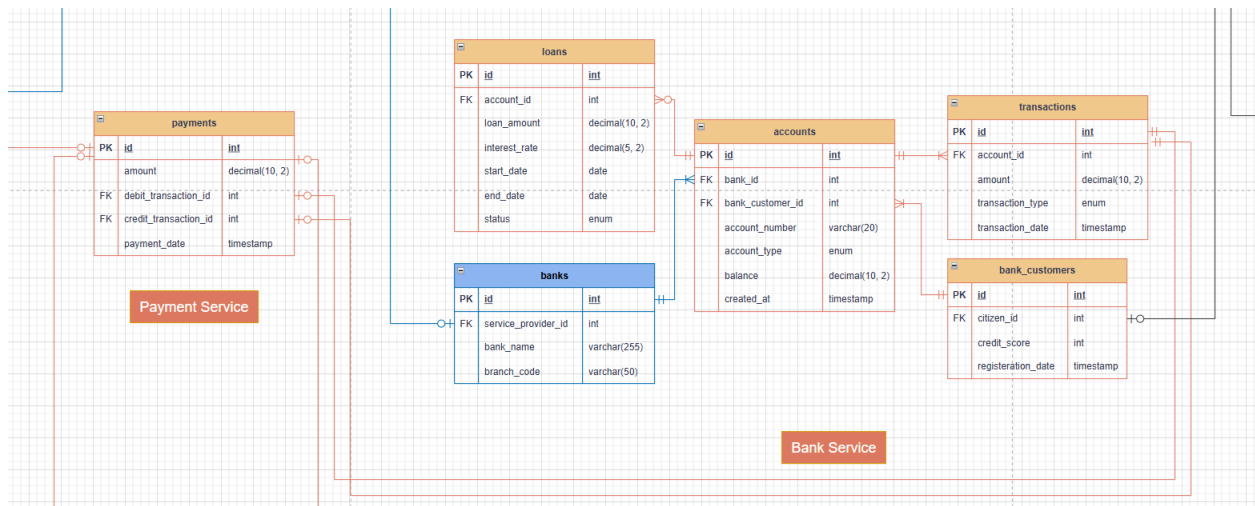 loans
PK id int
FK account_id int
loan_amount decimal(10, 2)
interest_rate decimal(5, 2)
start_date date
end_date date
status enum
payments
PK id int
amount decimal(10, 2)
FK debit_transaction_id int
FK credit_transaction_id int
payment_date timestamp
Payment Service
banks
PK id int
FK service_provider_id int
bank_name varchar(255)
branch_code varchar(50)
accounts
PK id int
FK bank_id int
FK bank_customer_id int
account_number varchar(20)
account_type enum
balance decimal(10, 2)
created_at timestamp
transactions
PK id int
FK account_id int
amount decimal(10, 2)
transaction_type enum
transaction_date timestamp
bank_customers
PK id int
FK citizen_id int
credit_score int
registeration_date timestamp
Bank Service